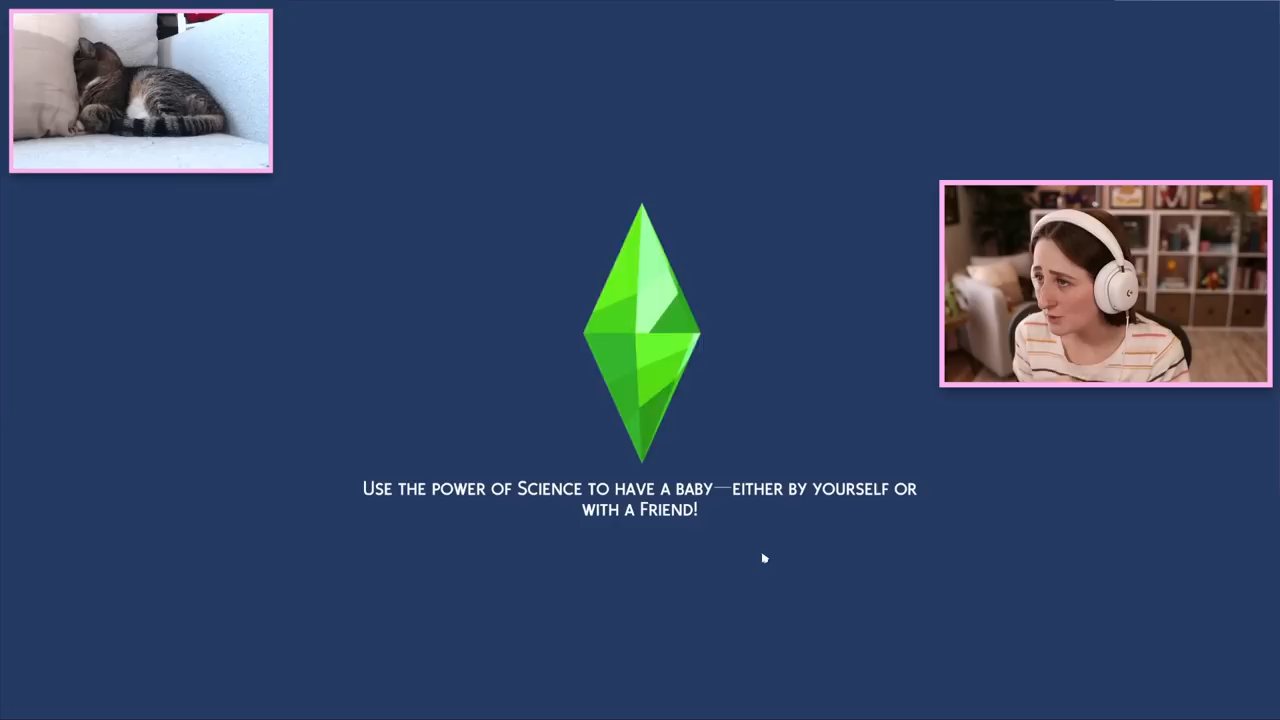 Use the power of Science to have a baby—either by yourself or
with a Friend!